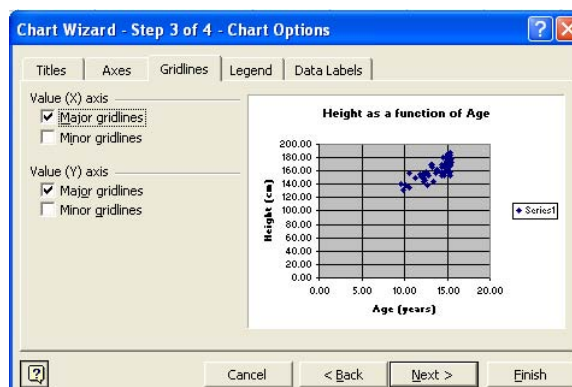 Chart Wizard - Step 3 of 4 - Chart Options
Titles Axes Gridlines Legend Data Labels
Value (X) axis
Major gridlines
Minor gridlines
Value (Y) axis
Major gridlines
Minor gridlines
Height as a function of Age
Height (cm)
200.00
180.00
160.00
140.00
120.00
100.00
80.00
60.00
40.00
20.00
0.00
0.00 5.00 10.00 15.00 20.00
Age (years)
Series1
Cancel < Back Next > Finish